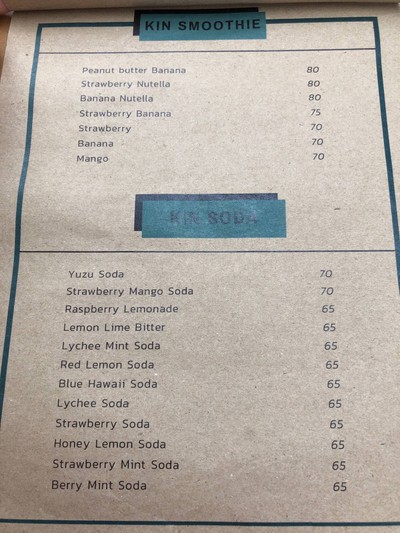 KIN SMOOTHIE
Peanut butter Banana 80
Strawberry Nutella 80
Banana Nutella 80
Strawberry Banana 75
Strawberry 70
Banana 70
Mango 70
KIN SODA
Yuzu Soda 70
Strawberry Mango Soda 70
Raspberry Lemonade 65
Lemon Lime Bitter 65
Lychee Mint Soda 65
Red Lemon Soda 65
Blue Hawaii Soda 65
Lychee Soda 65
Strawberry Soda 65
Honey Lemon Soda 65
Strawberry Mint Soda 65
Berry Mint Soda 65